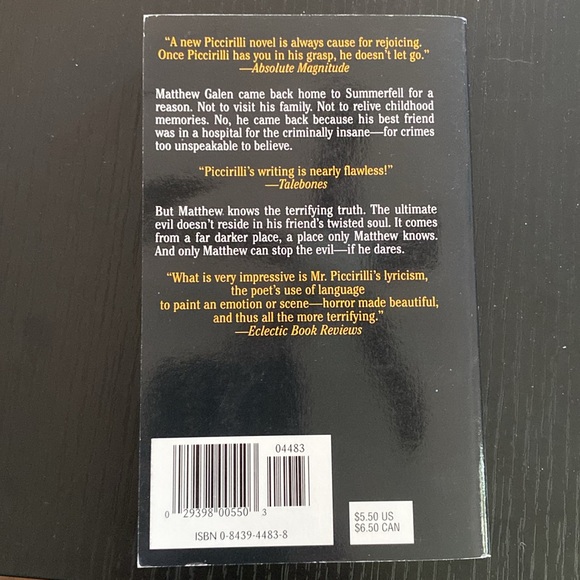 “A new Piccirilli novel is always cause for rejoicing.
Once Piccirilli has you in his grasp, he doesn’t let go.”
—Absolute Magnitude
Matthew Galen came back home to Summerfell for a
reason. Not to visit his family. Not to relive childhood
memories. No, he came back because his best friend
was in a hospital for the criminally insane—for crimes
too unspeakable to believe.
“Piccirilli’s writing is nearly flawless!”
—Talebones
But Matthew knows the terrifying truth. The ultimate
evil doesn’t reside in his friend’s twisted soul. It comes
from a far darker place, a place only Matthew knows.
And only Matthew can stop the evil—if he dares.
“What is very impressive is Mr. Piccirilli’s lyricism,
the poet’s use of language
to paint an emotion or scene—horror made beautiful,
and thus all the more terrifying.”
—Eclectic Book Reviews
04483
0 29398 00550 3
ISBN 0-8439-4483-8
$5.50 US
$6.50 CAN